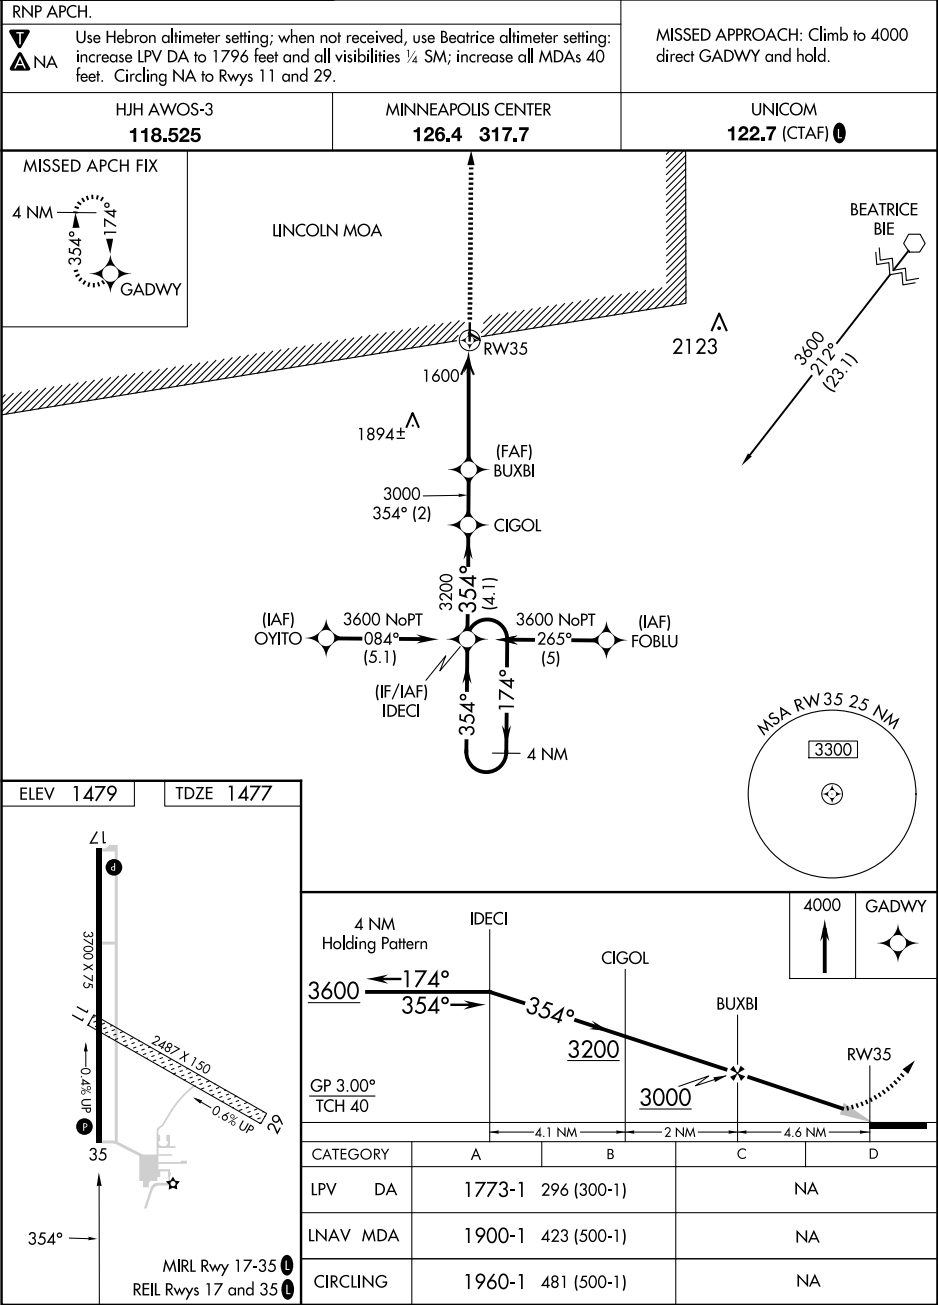 RNP APCH.
T
A NA
Use Hebron altimeter setting; when not received, use Beatrice altimeter setting:
increase LPV DA to 1796 feet and all visibilities ¼ SM; increase all MDAs 40
feet. Circling NA to Rwys 11 and 29.
MISSED APPROACH: Climb to 4000
direct GADWY and hold.
HJH AWOS-3
118.525
MINNEAPOLIS CENTER
126.4 317.7
UNICOM
122.7 (CTAF) L
MISSED APCH FIX
4 NM
354°
174°
GADWY
LINCOLN MOA
BEATRICE
BIE
3600
212°
(23.1)
2123
RW35
1600
1894±
(FAF)
BUXBI
3000
354° (2)
CIGOL
3200
354°
(4.1)
(IAF)
OYITO
3600 NoPT
084°
(5.1)
3600 NoPT
265°
(5)
(IAF)
FOBLU
(IF/IAF)
IDECI
354°
174°
4 NM
MSA RW35 25 NM
3300
ELEV 1479
TDZE 1477
17
P
3700 X 75
11
2487 X 150
0.4% UP
0.6% UP
29
P
35
354°
MIRL Rwy 17-35 L
REIL Rwys 17 and 35 L
4 NM
Holding Pattern
IDECI
CIGOL
BUXBI
RW35
4000
GADWY
3600
174°
354°
354°
3200
3000
GP 3.00°
TCH 40
4.1 NM
2 NM
4.6 NM
CATEGORY A B C D
LPV DA 1773-1 296 (300-1) NA
LNAV MDA 1900-1 423 (500-1) NA
CIRCLING 1960-1 481 (500-1) NA